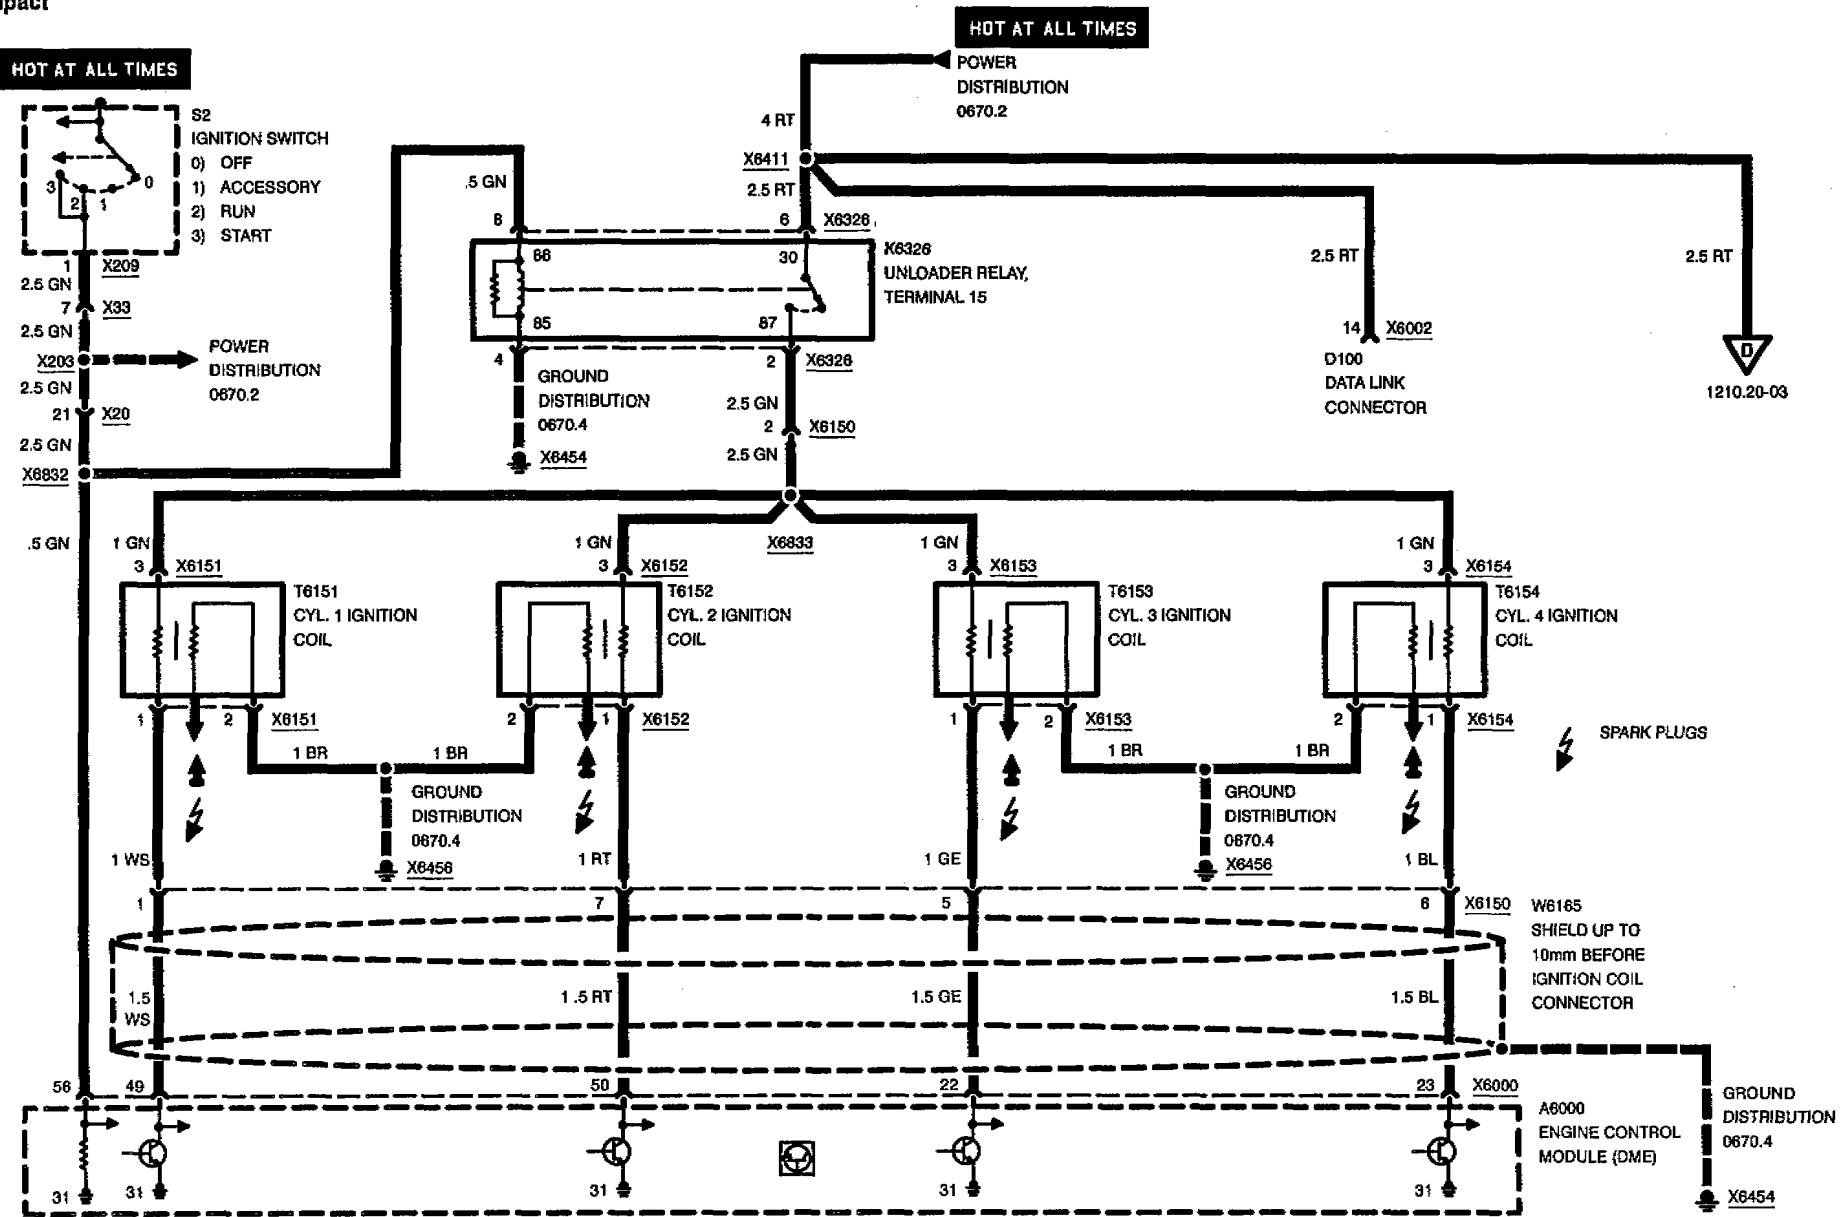 HOT AT ALL TIMES
POWER
DISTRIBUTION
0670.2
HOT AT ALL TIMES
S2
IGNITION SWITCH
0) OFF
1) ACCESSORY
2) RUN
3) START
3
2
1
0
4 RT
X6411
2.5 RT
.5 GN
8
6
X6326
1
X209
2.5 GN
7
X33
2.5 GN
X203
POWER
DISTRIBUTION
0670.2
2.5 GN
21
X20
2.5 GN
X6832
.5 GN
86
30
85
87
X6326
UNLOADER RELAY,
TERMINAL 15
4
2
X6326
GROUND
DISTRIBUTION
0670.4
X6454
2.5 GN
2
X6150
2.5 GN
X6833
2.5 RT
14
X6002
D100
DATA LINK
CONNECTOR
2.5 RT
D
1210.20-03
1 GN
3
X6151
T6151
CYL. 1 IGNITION
COIL
1 GN
3
X6152
T6152
CYL. 2 IGNITION
COIL
1 GN
3
X6153
T6153
CYL. 3 IGNITION
COIL
1 GN
3
X6154
T6154
CYL. 4 IGNITION
COIL
1
2
X6151
2
1
X6152
1
2
X6153
2
1
X6154
SPARK PLUGS
1 BR
1 BR
GROUND
DISTRIBUTION
0670.4
X6456
1 BR
1 BR
GROUND
DISTRIBUTION
0670.4
X6456
1 WS
1 RT
1 GE
1 BL
1
7
5
6
X6150
W6165
SHIELD UP TO
10mm BEFORE
IGNITION COIL
CONNECTOR
1.5
WS
1.5 RT
1.5 GE
1.5 BL
56
49
50
22
23
X6000
A6000
ENGINE CONTROL
MODULE (DME)
31
31
31
31
31
GROUND
DISTRIBUTION
0670.4
X6454